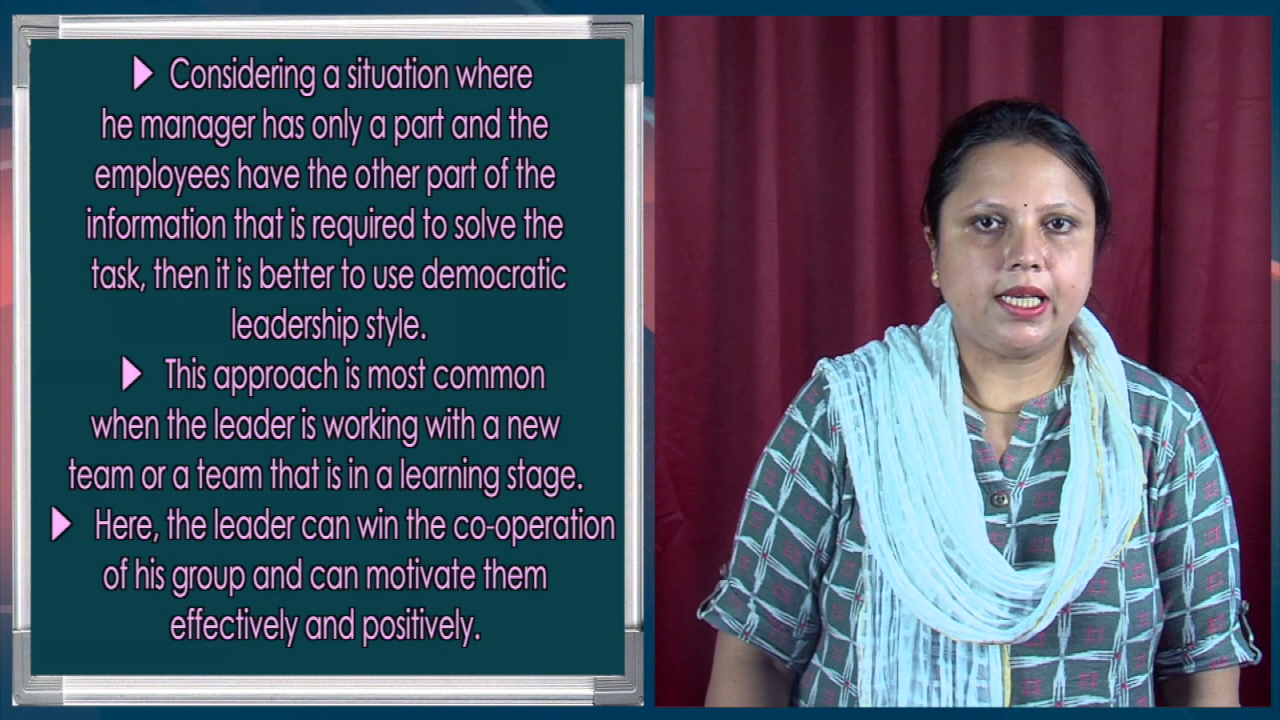 ▶ Considering a situation where
he manager has only a part and the
employees have the other part of the
information that is required to solve the
task, then it is better to use democratic
leadership style.
▶ This approach is most common
when the leader is working with a new
team or a team that is in a learning stage.
▶ Here, the leader can win the co-operation
of his group and can motivate them
effectively and positively.